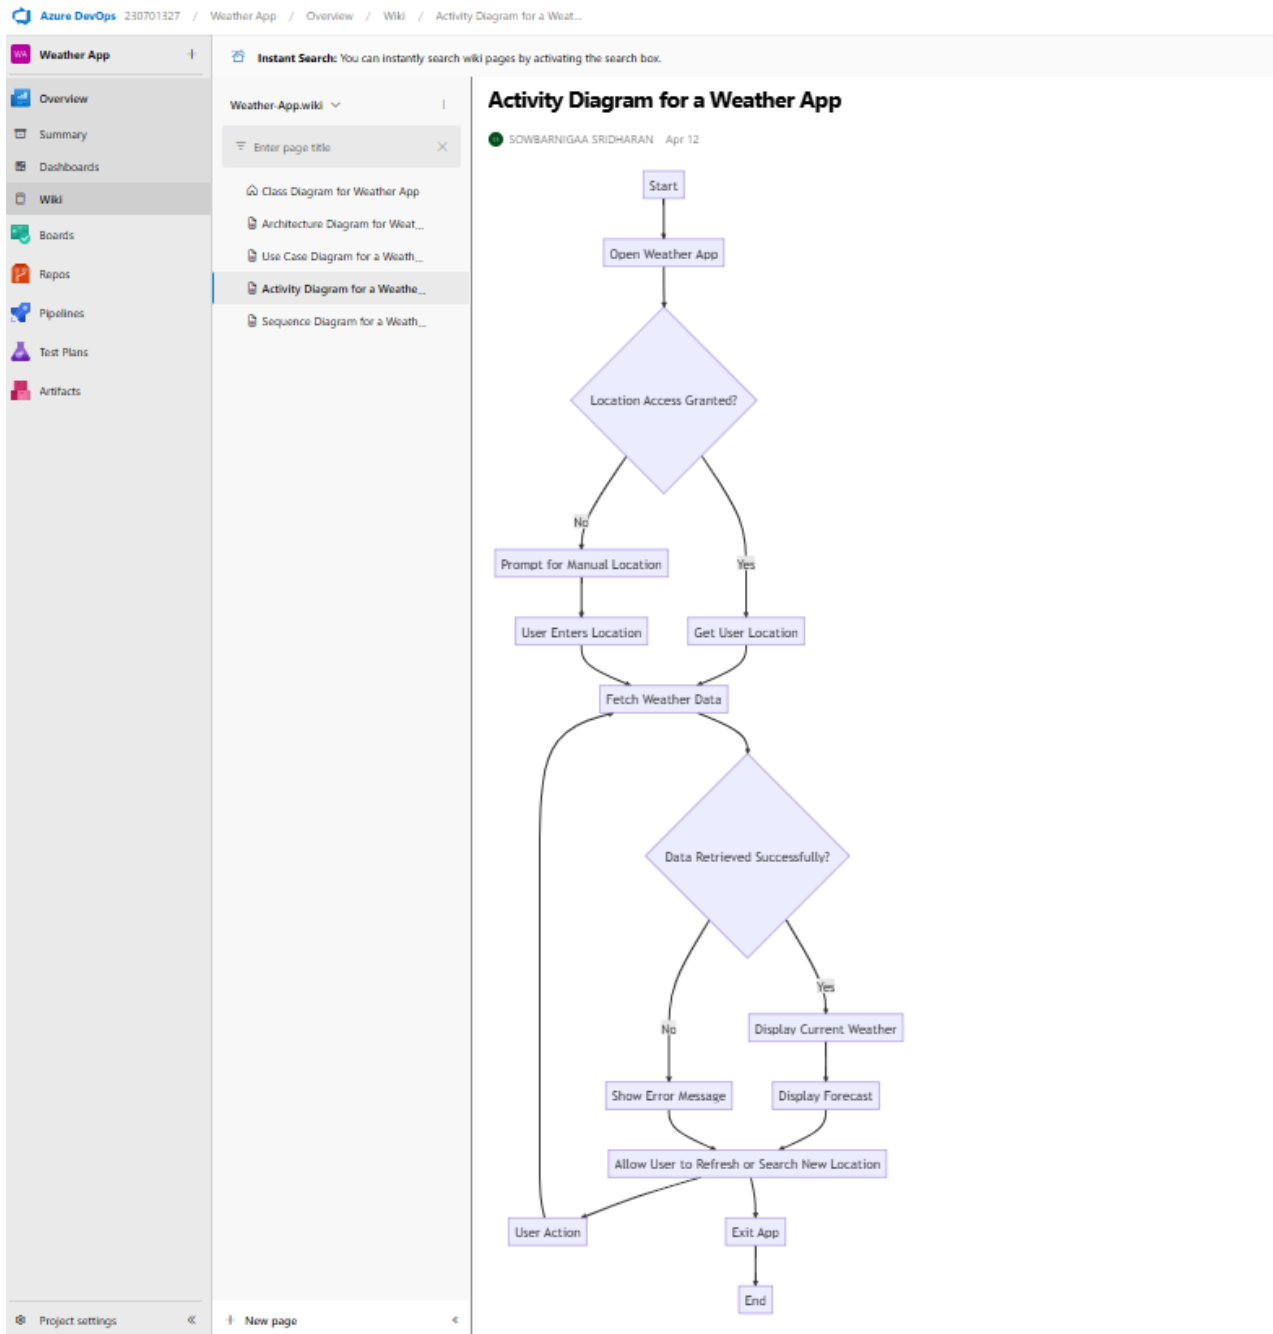 Azure DevOps 230701327 / Weather App / Overview / Wiki / Activity Diagram for a Weat...
WA Weather App +
Instant Search: You can instantly search wiki pages by activating the search box.
Overview
Summary
Dashboards
Wiki
Boards
Repos
Pipelines
Test Plans
Artifacts
Project settings
Weather-App.wiki
Enter page title
Class Diagram for Weather App
Architecture Diagram for Weat...
Use Case Diagram for a Weath...
Activity Diagram for a Weathe...
Sequence Diagram for a Weath...
+ New page
Activity Diagram for a Weather App
SOWBARNIGAA SRIDHARAN Apr 12
Start
Open Weather App
Location Access Granted?
No
Yes
Prompt for Manual Location
User Enters Location
Get User Location
Fetch Weather Data
Data Retrieved Successfully?
Yes
No
Display Current Weather
Show Error Message
Display Forecast
Allow User to Refresh or Search New Location
User Action
Exit App
End